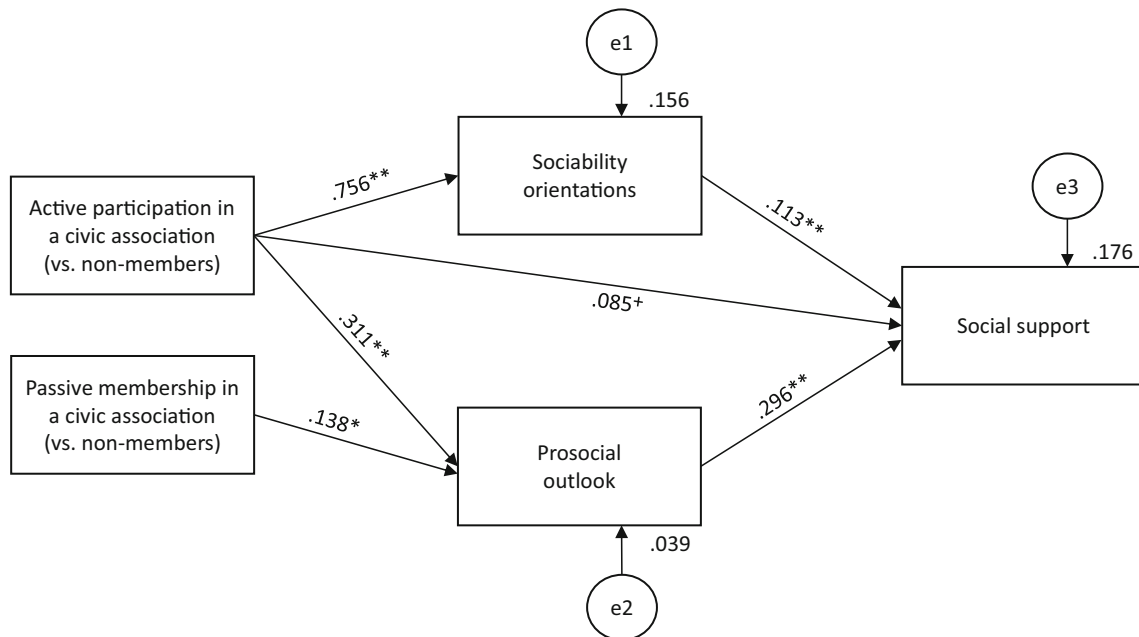 e1
.156
Sociability
orientations
e3
.756**
Active participation in
a civic association
(vs. non-members)
.113**
.176
.085+
Social support
.311**
Passive membership in
a civic association
(vs. non-members)
.138*
.296**
Prosocial
outlook
.039
e2